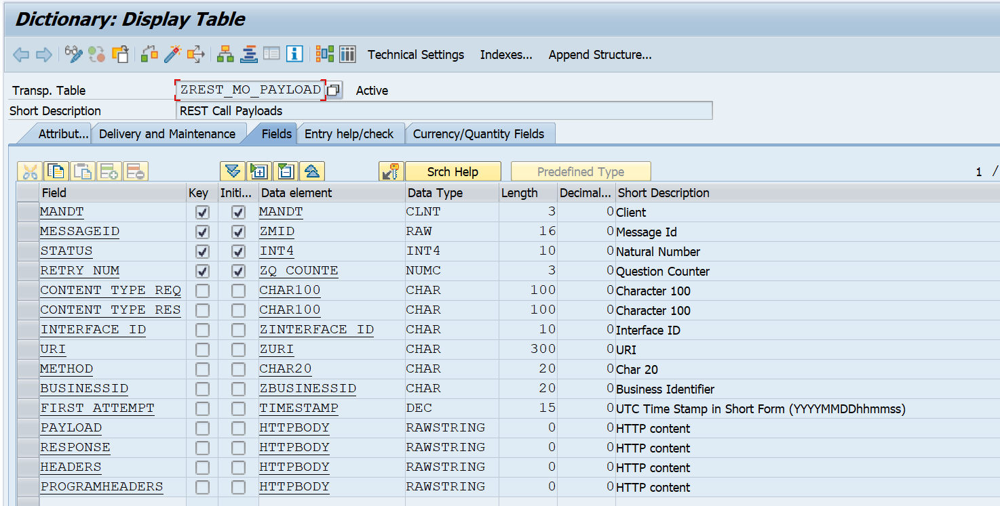 Dictionary: Display Table
Technical Settings Indexes... Append Structure...
Transp. Table ZREST_MO_PAYLOAD Active
Short Description REST Call Payloads
Attribut... Delivery and Maintenance Fields Entry help/check Currency/Quantity Fields
Srch Help Predefined Type 1 /
Field Key Initi... Data element Data Type Length Decimal... Short Description
MANDT MANDT CLNT 3 0 Client
MESSAGEID ZMID RAW 16 0 Message Id
STATUS INT4 INT4 10 0 Natural Number
RETRY_NUM ZQ_COUNTE NUMC 3 0 Question Counter
CONTENT_TYPE_REQ CHAR100 CHAR 100 0 Character 100
CONTENT_TYPE_RES CHAR100 CHAR 100 0 Character 100
INTERFACE_ID ZINTERFACE_ID CHAR 10 0 Interface ID
URI ZURI CHAR 300 0 URI
METHOD CHAR20 CHAR 20 0 Char 20
BUSINESSID ZBUSINESSID CHAR 20 0 Business Identifier
FIRST_ATTEMPT TIMESTAMP DEC 15 0 UTC Time Stamp in Short Form (YYYYMMDDhhmmss)
PAYLOAD HTTPBODY RAWSTRING 0 0 HTTP content
RESPONSE HTTPBODY RAWSTRING 0 0 HTTP content
HEADERS HTTPBODY RAWSTRING 0 0 HTTP content
PROGRAMHEADERS HTTPBODY RAWSTRING 0 0 HTTP content